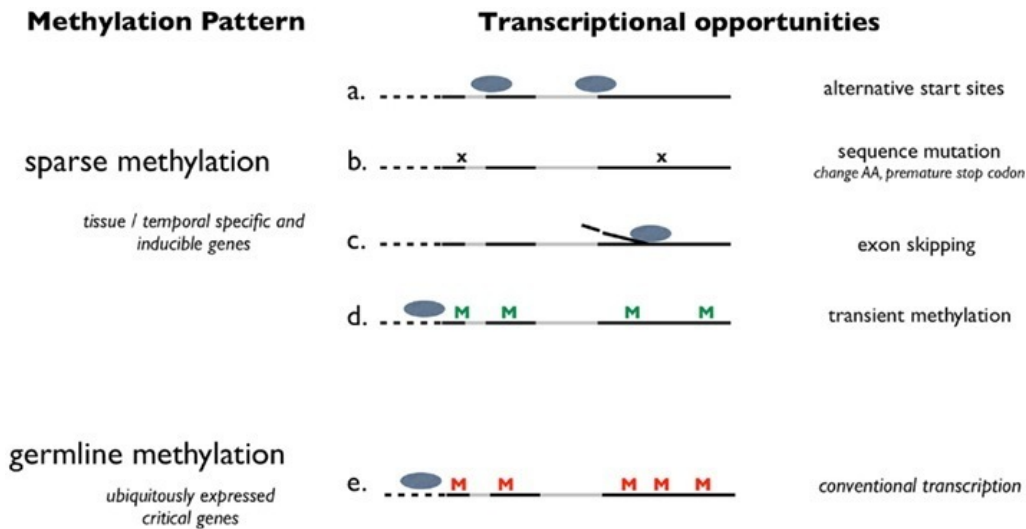 Methylation Pattern
Transcriptional opportunities
a.
alternative start sites
sparse methylation
tissue / temporal specific and
inducible genes
b.
x x
sequence mutation
change AA, premature stop codon
c.
exon skipping
d.
M M M M
transient methylation
germline methylation
ubiquitously expressed
critical genes
e.
M M M M M
conventional transcription